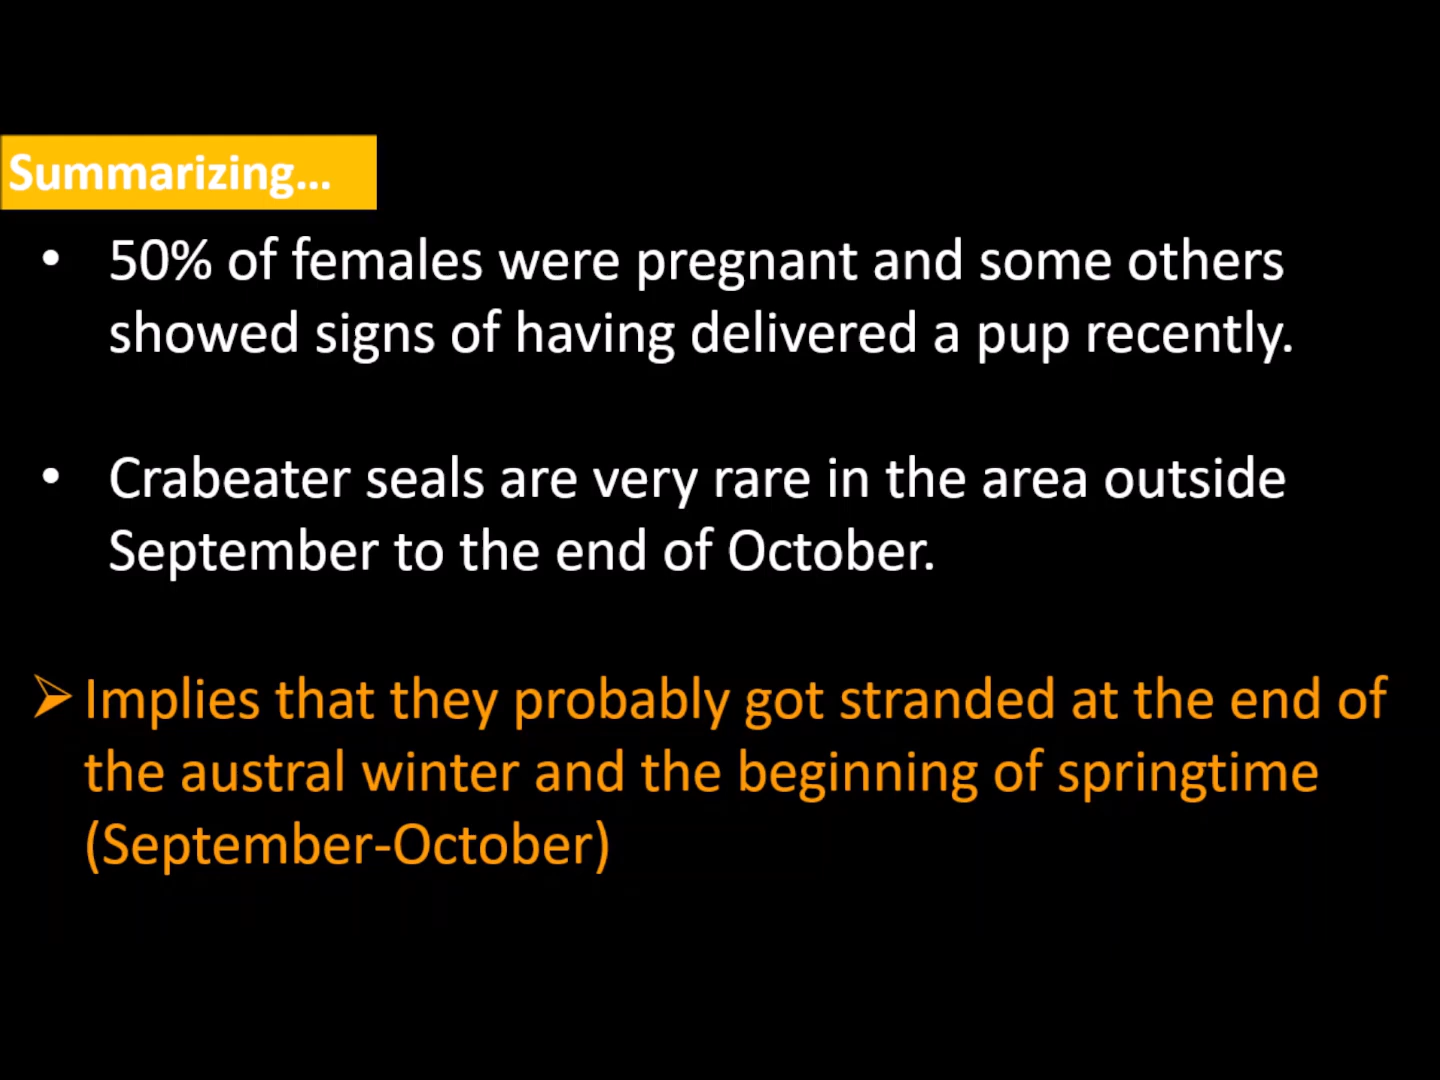 Summarizing...
• 50% of females were pregnant and some others
showed signs of having delivered a pup recently.
• Crabeater seals are very rare in the area outside
September to the end of October.
➢ Implies that they probably got stranded at the end of
the austral winter and the beginning of springtime
(September-October)